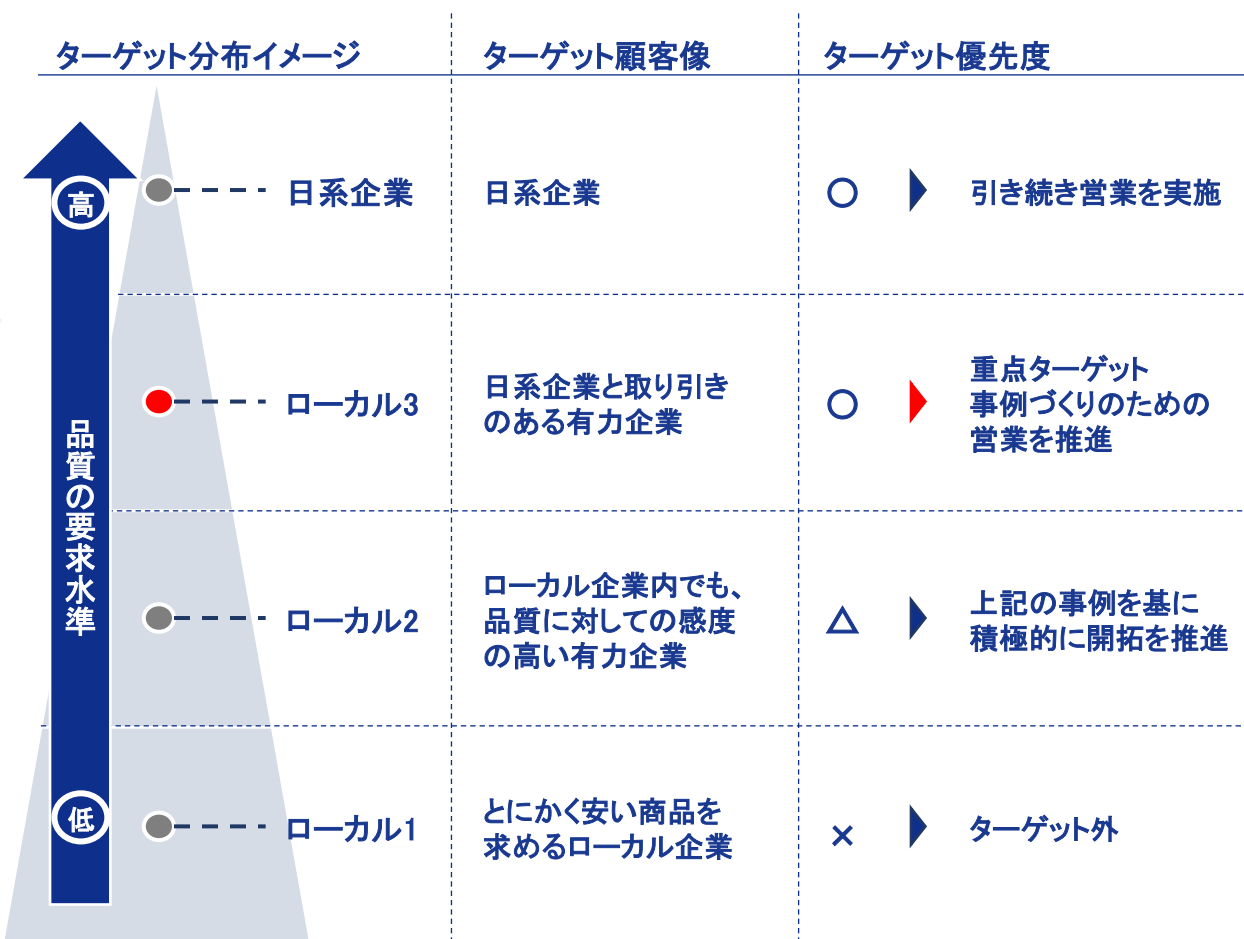 ターゲット分布イメージ
ターゲット顧客像
ターゲット優先度
高
品質の要求水準
低
日系企業
日系企業
○
引き続き営業を実施
ローカル3
日系企業と取り引き
のある有力企業
○
重点ターゲット
事例づくりのための
営業を推進
ローカル2
ローカル企業内でも、
品質に対しての感度
の高い有力企業
△
上記の事例を基に
積極的に開拓を推進
ローカル1
とにかく安い商品を
求めるローカル企業
×
ターゲット外